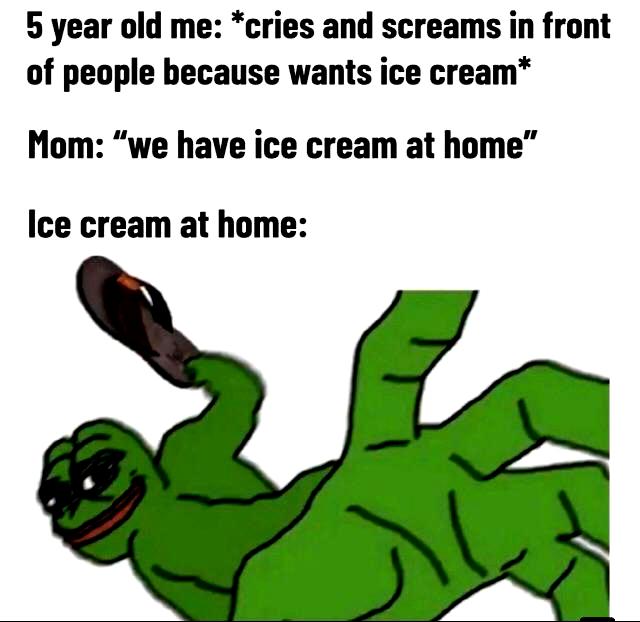 5 year old me: *cries and screams in front
of people because wants ice cream*
Mom: “we have ice cream at home”
Ice cream at home: